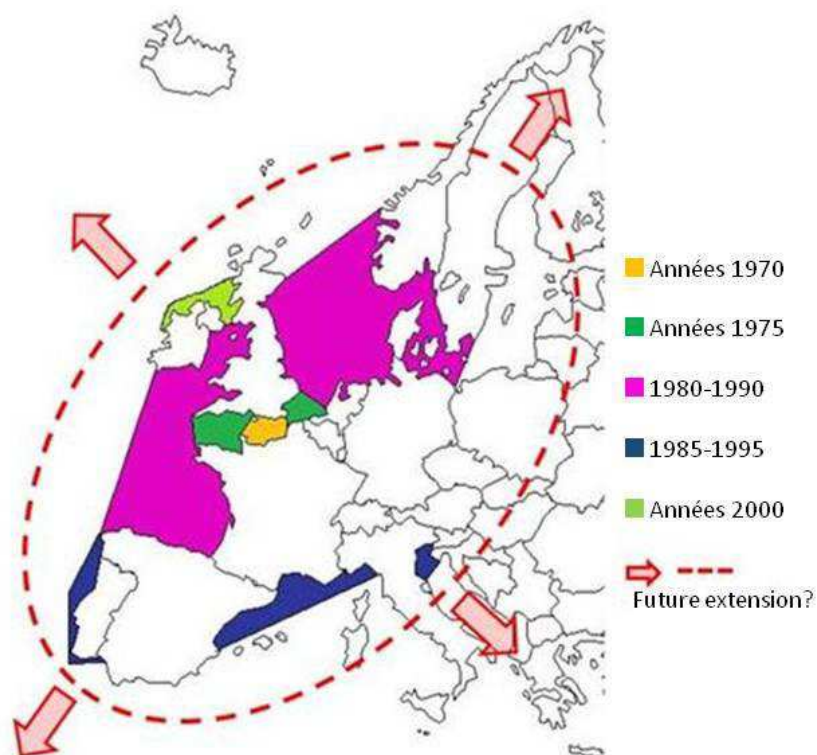 Années 1970
Années 1975
1980-1990
1985-1995
Années 2000
Future extension?